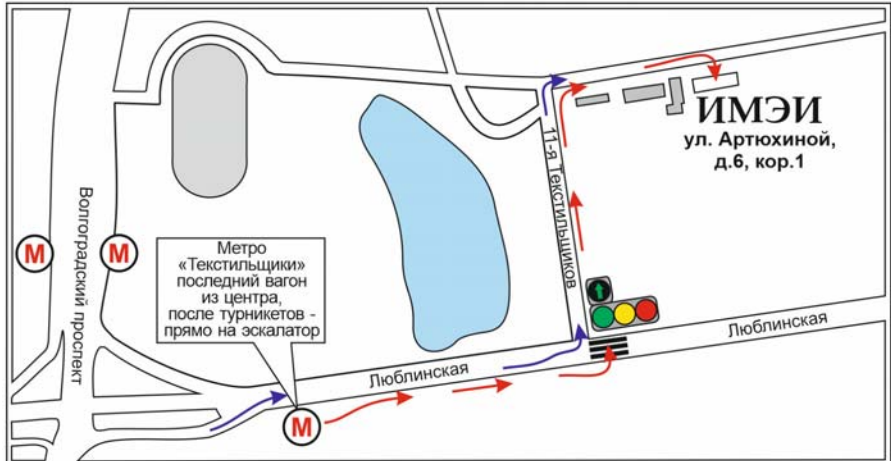 ИМЭИ
ул. Артюхиной,
д.6, кор.1
11-я Текстильщиков
Волгоградский проспект
М
М
Метро
«Текстильщики»
последний вагон
из центра,
после турникетов -
прямо на эскалатор
Люблинская
Люблинская
М